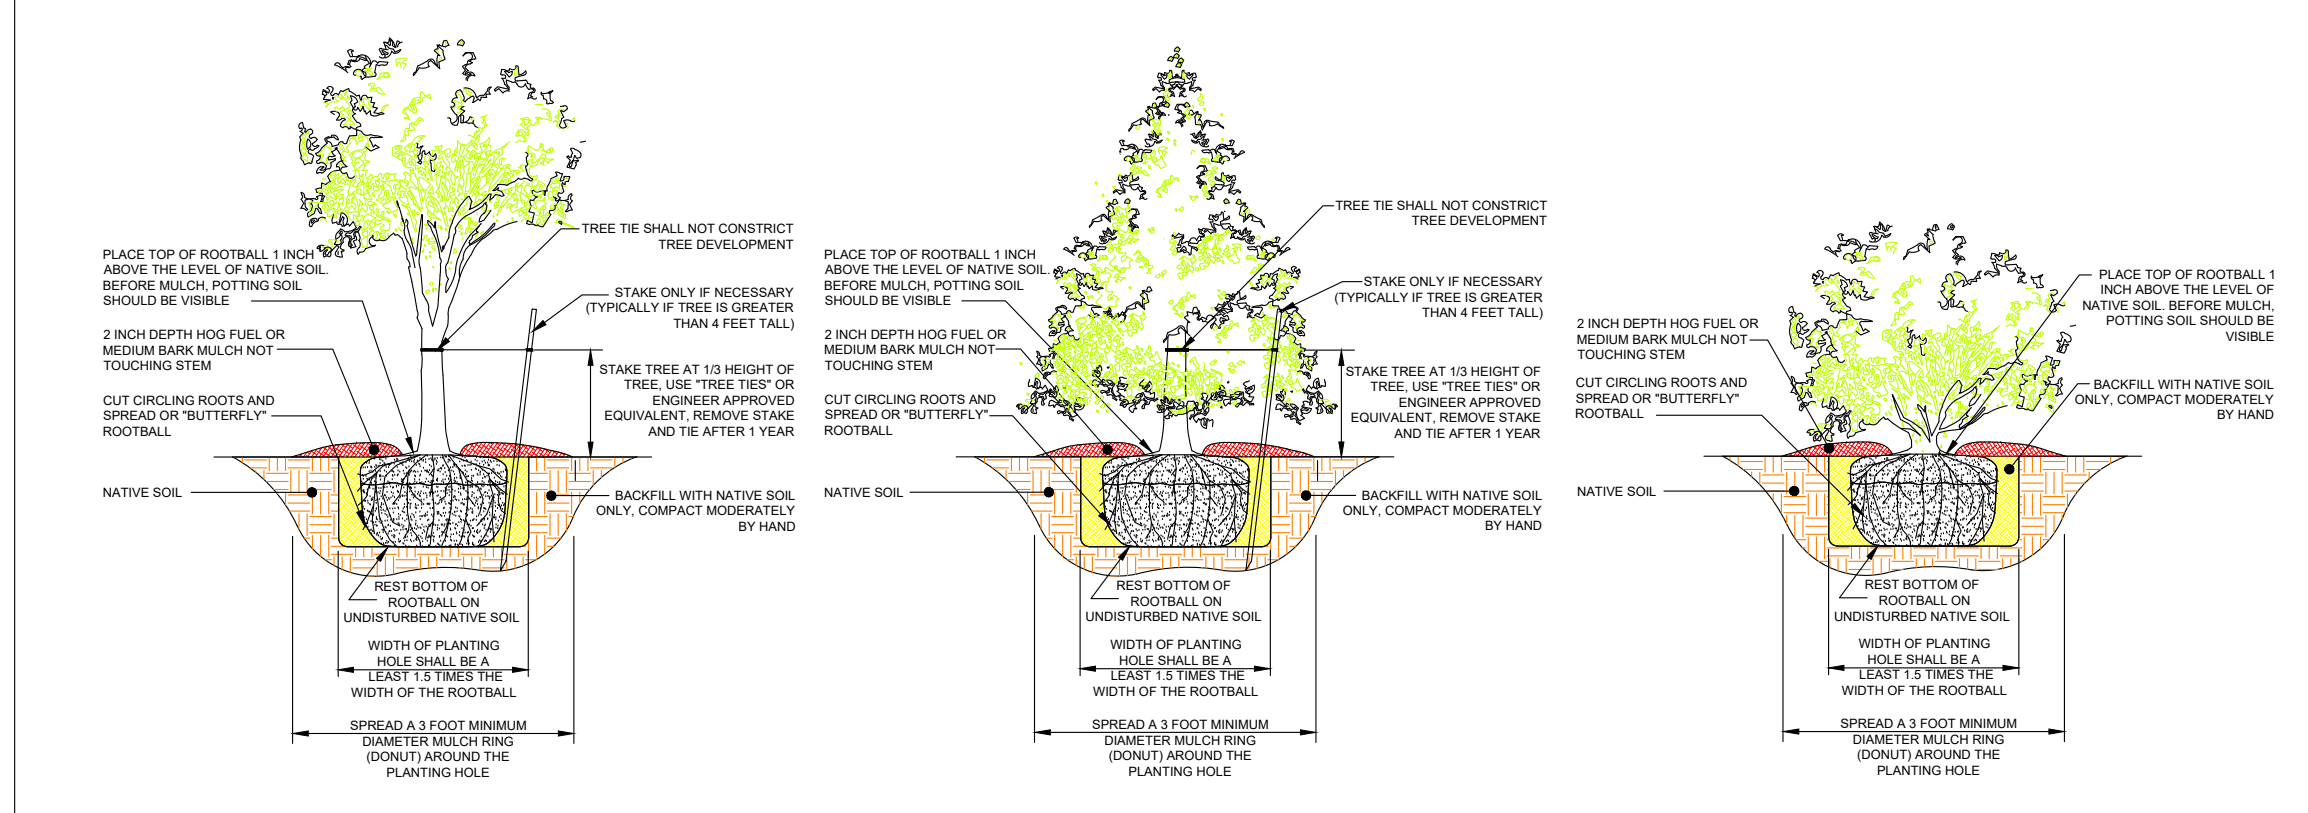 TREE TIE SHALL NOT CONSTRICT
TREE DEVELOPMENT
PLACE TOP OF ROOTBALL 1 INCH
ABOVE THE LEVEL OF NATIVE SOIL.
BEFORE MULCH, POTTING SOIL
SHOULD BE VISIBLE
STAKE ONLY IF NECESSARY
(TYPICALLY IF TREE IS GREATER
THAN 4 FEET TALL)
2 INCH DEPTH HOG FUEL OR
MEDIUM BARK MULCH NOT
TOUCHING STEM
STAKE TREE AT 1/3 HEIGHT OF
TREE, USE "TREE TIES" OR
ENGINEER APPROVED
EQUIVALENT, REMOVE STAKE
AND TIE AFTER 1 YEAR
CUT CIRCLING ROOTS AND
SPREAD OR "BUTTERFLY"
ROOTBALL
NATIVE SOIL
BACKFILL WITH NATIVE SOIL
ONLY, COMPACT MODERATELY
BY HAND
REST BOTTOM OF
ROOTBALL ON
UNDISTURBED NATIVE SOIL
WIDTH OF PLANTING
HOLE SHALL BE A
LEAST 1.5 TIMES THE
WIDTH OF THE ROOTBALL
SPREAD A 3 FOOT MINIMUM
DIAMETER MULCH RING
(DONUT) AROUND THE
PLANTING HOLE
TREE TIE SHALL NOT CONSTRICT
TREE DEVELOPMENT
PLACE TOP OF ROOTBALL 1 INCH
ABOVE THE LEVEL OF NATIVE SOIL.
BEFORE MULCH, POTTING SOIL
SHOULD BE VISIBLE
STAKE ONLY IF NECESSARY
(TYPICALLY IF TREE IS GREATER
THAN 4 FEET TALL)
2 INCH DEPTH HOG FUEL OR
MEDIUM BARK MULCH NOT
TOUCHING STEM
STAKE TREE AT 1/3 HEIGHT OF
TREE, USE "TREE TIES" OR
ENGINEER APPROVED
EQUIVALENT, REMOVE STAKE
AND TIE AFTER 1 YEAR
CUT CIRCLING ROOTS AND
SPREAD OR "BUTTERFLY"
ROOTBALL
NATIVE SOIL
BACKFILL WITH NATIVE SOIL
ONLY, COMPACT MODERATELY
BY HAND
REST BOTTOM OF
ROOTBALL ON
UNDISTURBED NATIVE SOIL
WIDTH OF PLANTING
HOLE SHALL BE A
LEAST 1.5 TIMES THE
WIDTH OF THE ROOTBALL
SPREAD A 3 FOOT MINIMUM
DIAMETER MULCH RING
(DONUT) AROUND THE
PLANTING HOLE
PLACE TOP OF ROOTBALL 1
INCH ABOVE THE LEVEL OF
NATIVE SOIL. BEFORE MULCH,
POTTING SOIL SHOULD BE
VISIBLE
2 INCH DEPTH HOG FUEL OR
MEDIUM BARK MULCH NOT
TOUCHING STEM
CUT CIRCLING ROOTS AND
SPREAD OR "BUTTERFLY"
ROOTBALL
BACKFILL WITH NATIVE SOIL
ONLY, COMPACT MODERATELY
BY HAND
NATIVE SOIL
REST BOTTOM OF
ROOTBALL ON
UNDISTURBED NATIVE SOIL
WIDTH OF PLANTING
HOLE SHALL BE A
LEAST 1.5 TIMES THE
WIDTH OF THE ROOTBALL
SPREAD A 3 FOOT MINIMUM
DIAMETER MULCH RING
(DONUT) AROUND THE
PLANTING HOLE